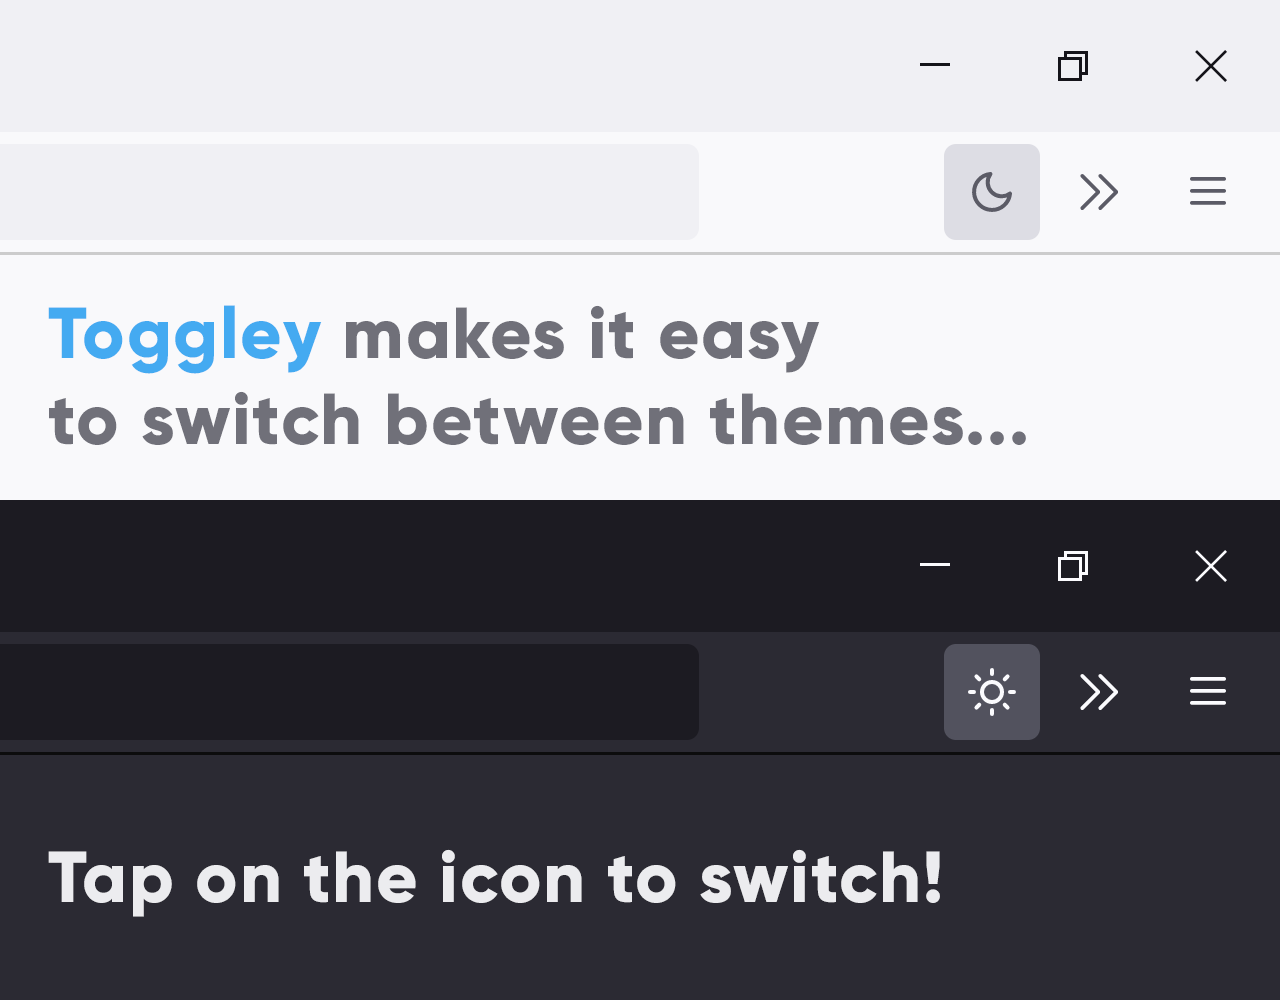 Toggley makes it easy
to switch between themes...
Tap on the icon to switch!